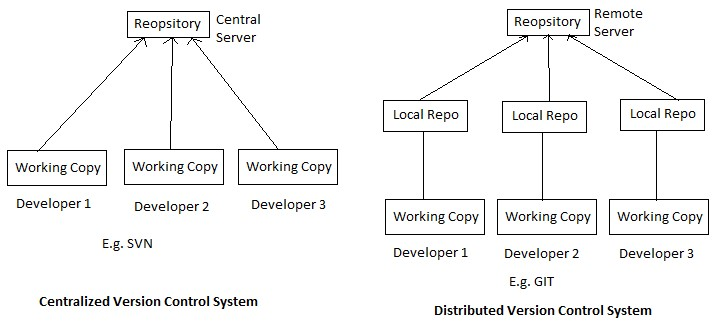 Reopsitory
Central
Server
Working Copy
Working Copy
Working Copy
Developer 1
Developer 2
Developer 3
E.g. SVN
Centralized Version Control System
Reopsitory
Remote
Server
Local Repo
Local Repo
Local Repo
Working Copy
Working Copy
Working Copy
Developer 1
Developer 2
Developer 3
E.g. GIT
Distributed Version Control System